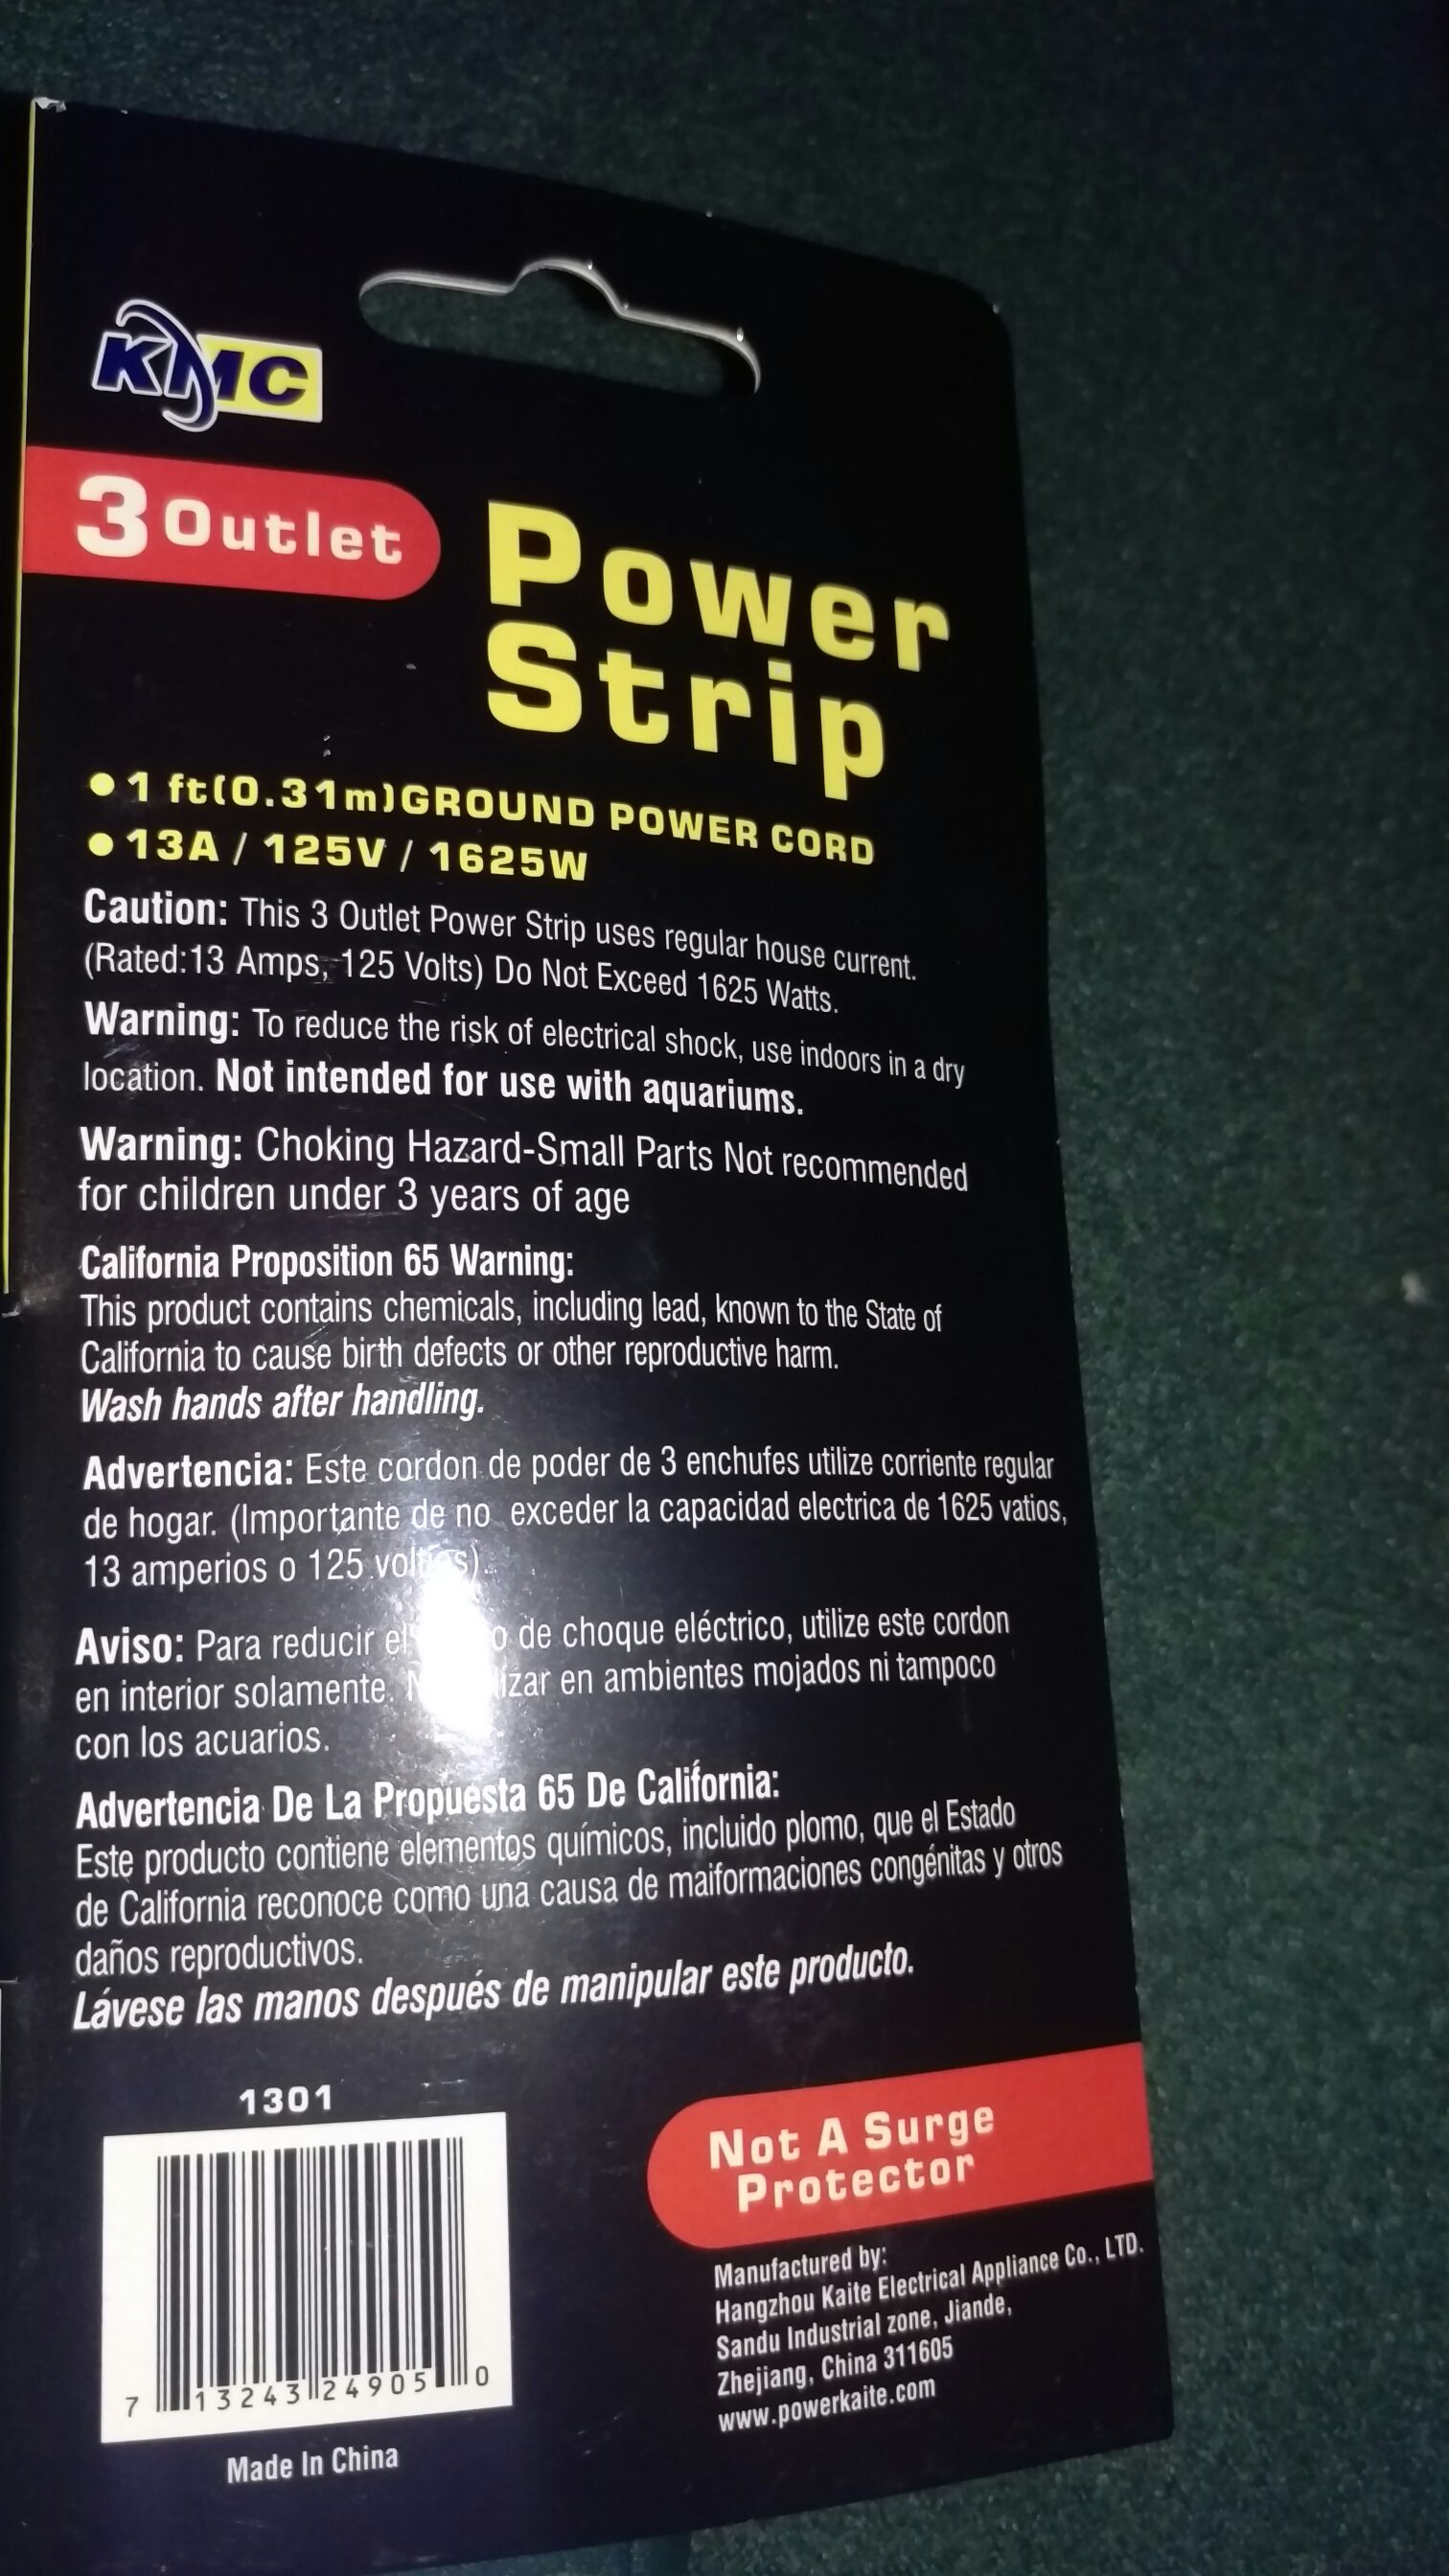 KMC
3 Outlet
Power
Strip
● 1 ft(0.31m)GROUND POWER CORD
● 13A / 125V / 1625W
Caution: This 3 Outlet Power Strip uses regular house current.
(Rated:13 Amps, 125 Volts) Do Not Exceed 1625 Watts.
Warning: To reduce the risk of electrical shock, use indoors in a dry
location. Not intended for use with aquariums.
Warning: Choking Hazard-Small Parts Not recommended
for children under 3 years of age
California Proposition 65 Warning:
This product contains chemicals, including lead, known to the State of
California to cause birth defects or other reproductive harm.
Wash hands after handling.
Advertencia: Este cordon de poder de 3 enchufes utilize corriente regular
de hogar. (Importante de no exceder la capacidad electrica de 1625 vatios,
13 amperios o 125
Aviso: Para reducir el de choque eléctrico, utilize este cordon
en interior solamente. en ambientes mojados ni tampoco
con los acuarios.
Advertencia De La Propuesta 65 De California:
Este producto contiene elementos químicos, incluido plomo, que el Estado
de California reconoce como una causa de maiformaciones congénitas y otros
daños reproductivos.
Lávese las manos después de manipular este producto.
1301
7 13243 24905 0
Made In China
Not A Surge
Protector
Manufactured by:
Hangzhou Kaite Electrical Appliance Co., LTD.
Sandu Industrial zone, Jiande,
Zhejiang, China 311605
www.powerkaite.com